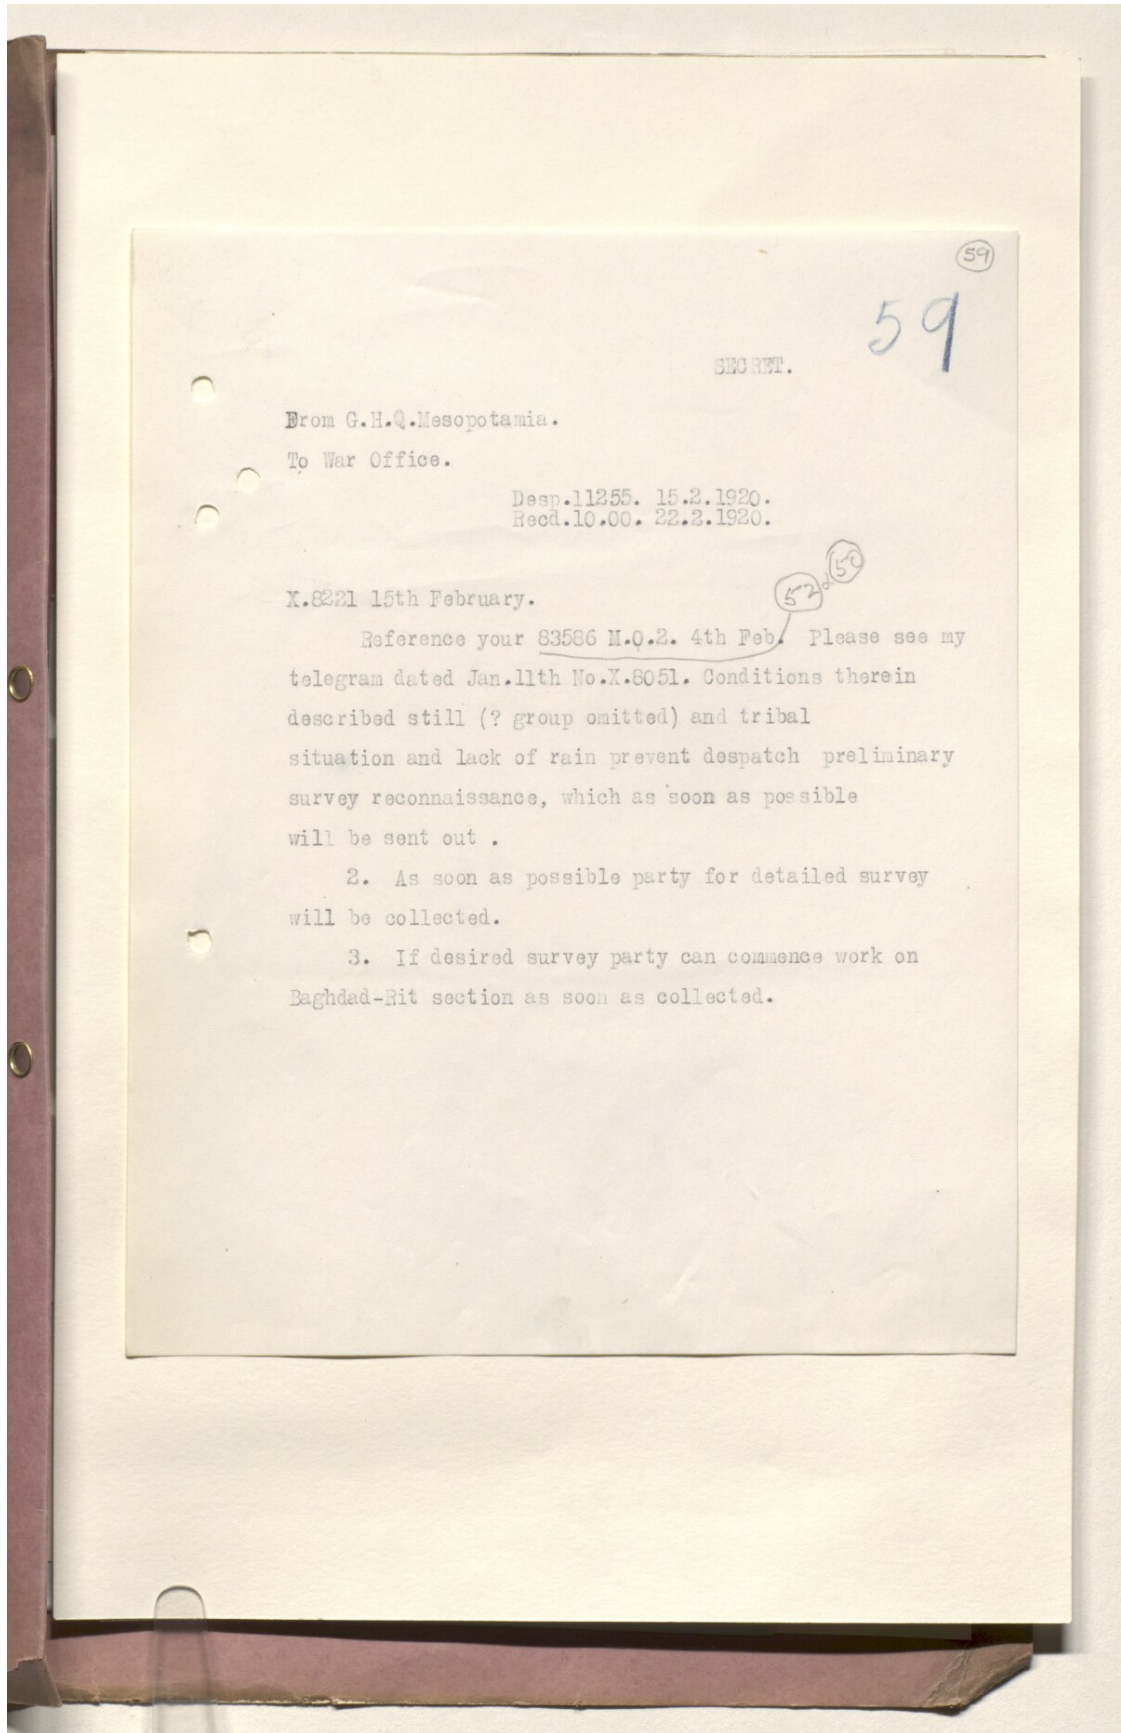 59
59
SECRET.
From G.H.Q.Mesopotamia.
To War Office.
Desp.11255. 15.2.1920.
Recd.10.00. 22.2.1920.
52 & 50
X.8221 15th February.
Reference your 83586 M.O.2. 4th Feb. Please see my
telegram dated Jan.11th No.X.8051. Conditions therein
described still (? group omitted) and tribal
situation and lack of rain prevent despatch preliminary
survey reconnaissance, which as soon as possible
will be sent out .
2. As soon as possible party for detailed survey
will be collected.
3. If desired survey party can commence work on
Baghdad-Hit section as soon as collected.